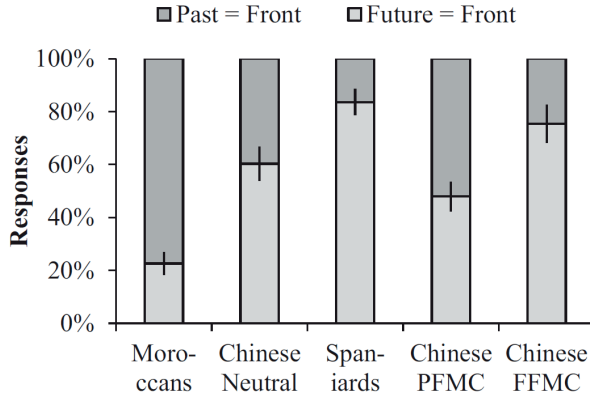 Past = Front Future = Front
100%
80%
60%
40%
20%
0%
Responses
Moro- Chinese Span- Chinese Chinese
ccans Neutral iards PFMC FFMC